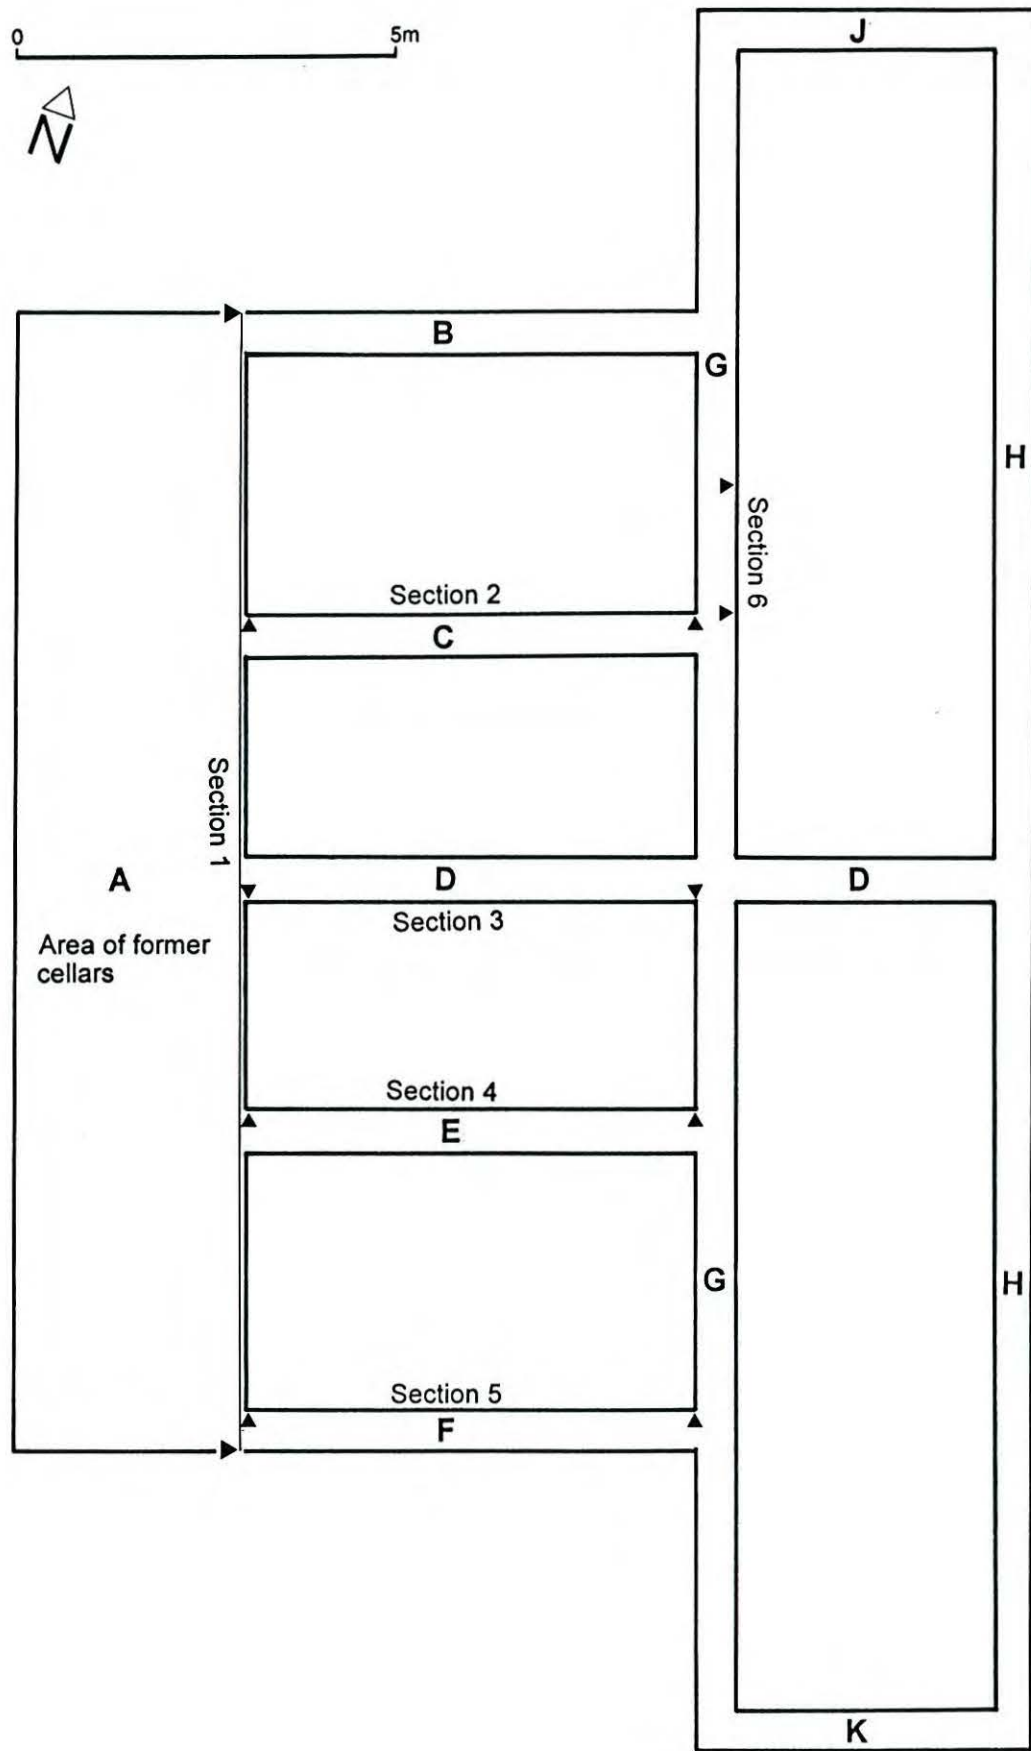 0 5m
N
J
B
G
H
Section 6
Section 2
C
Section 1
A
D
D
Area of former
cellars
Section 3
Section 4
E
G
H
Section 5
F
K